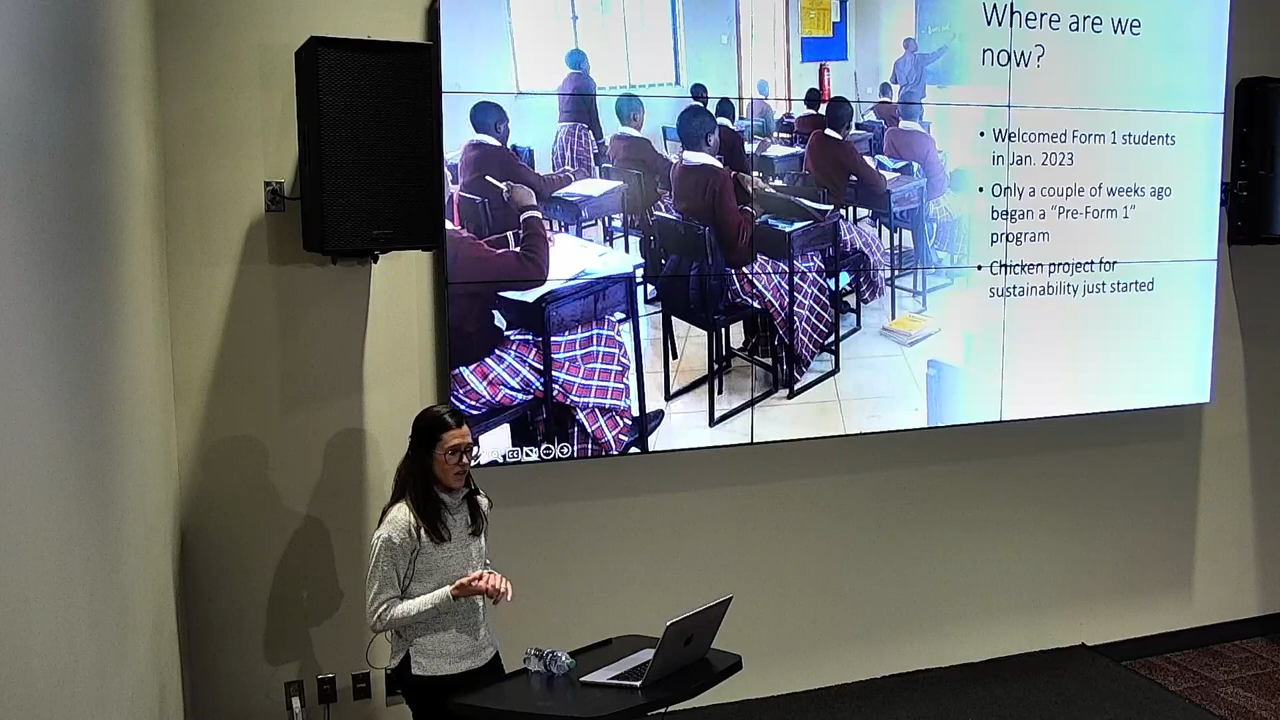 Where are we
now?
• Welcomed Form 1 students
in Jan. 2023
• Only a couple of weeks ago
began a “Pre-Form 1”
program
• Chicken project for
sustainability just started
CC